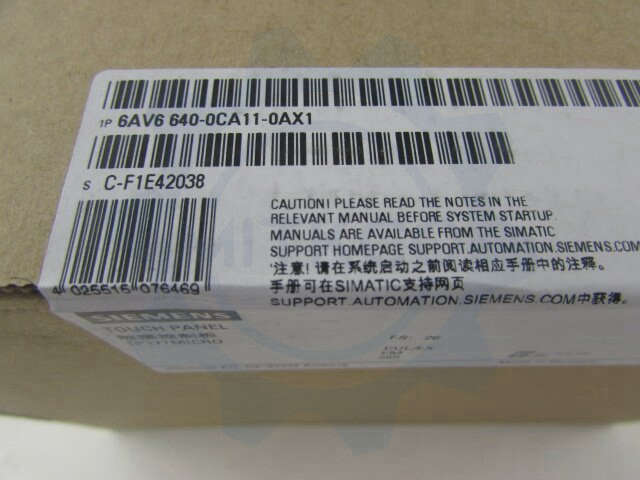 1P 6AV6 640-0CA11-0AX1
S C-F1E42038
CAUTION! PLEASE READ THE NOTES IN THE
RELEVANT MANUAL BEFORE SYSTEM STARTUP.
MANUALS ARE AVAILABLE FROM THE SIMATIC
SUPPORT HOMEPAGE SUPPORT.AUTOMATION.SIEMENS.COM
'注意! 请在系统启动之前阅读相应手册中的注释。
手册可在SIMATIC支持网页
SUPPORT.AUTOMATION.SIEMENS.COM中获得。
4 025515 076469
SIEMENS
TOUCH PANEL